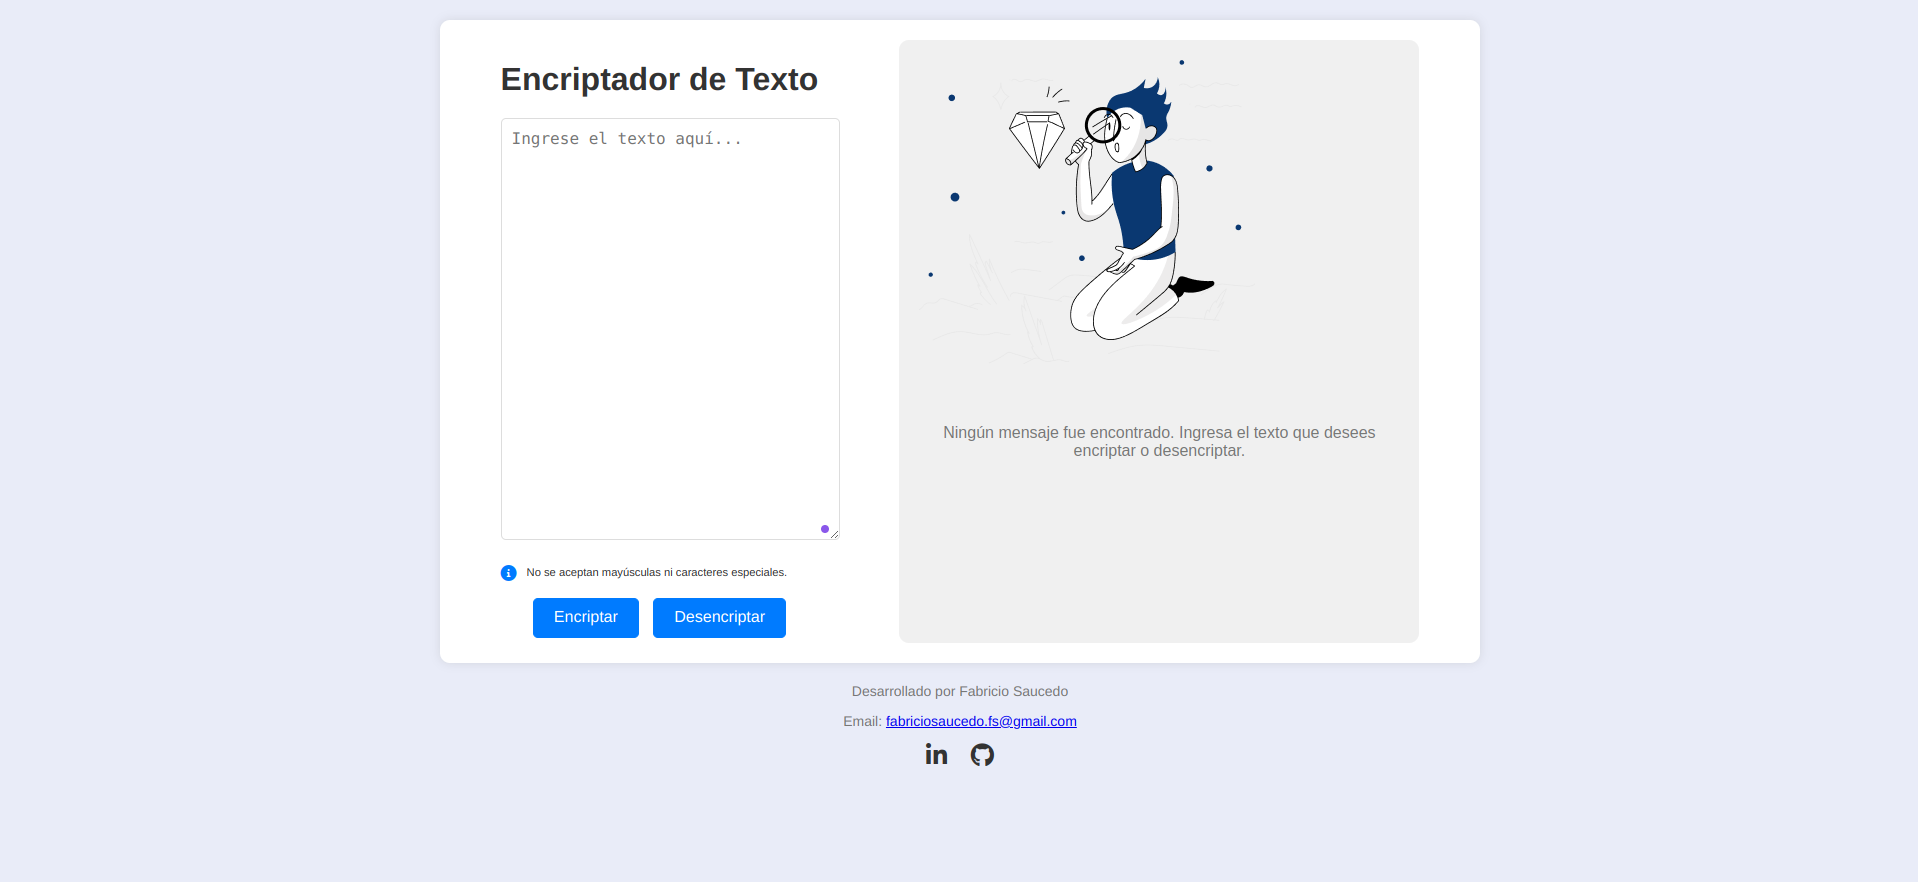 Encriptador de Texto
Ingrese el texto aquí...
No se aceptan mayúsculas ni caracteres especiales.
Encriptar
Desencriptar
Ningún mensaje fue encontrado. Ingresa el texto que desees
encriptar o desencriptar.
Desarrollado por Fabricio Saucedo
Email: fabriciosaucedo.fs@gmail.com